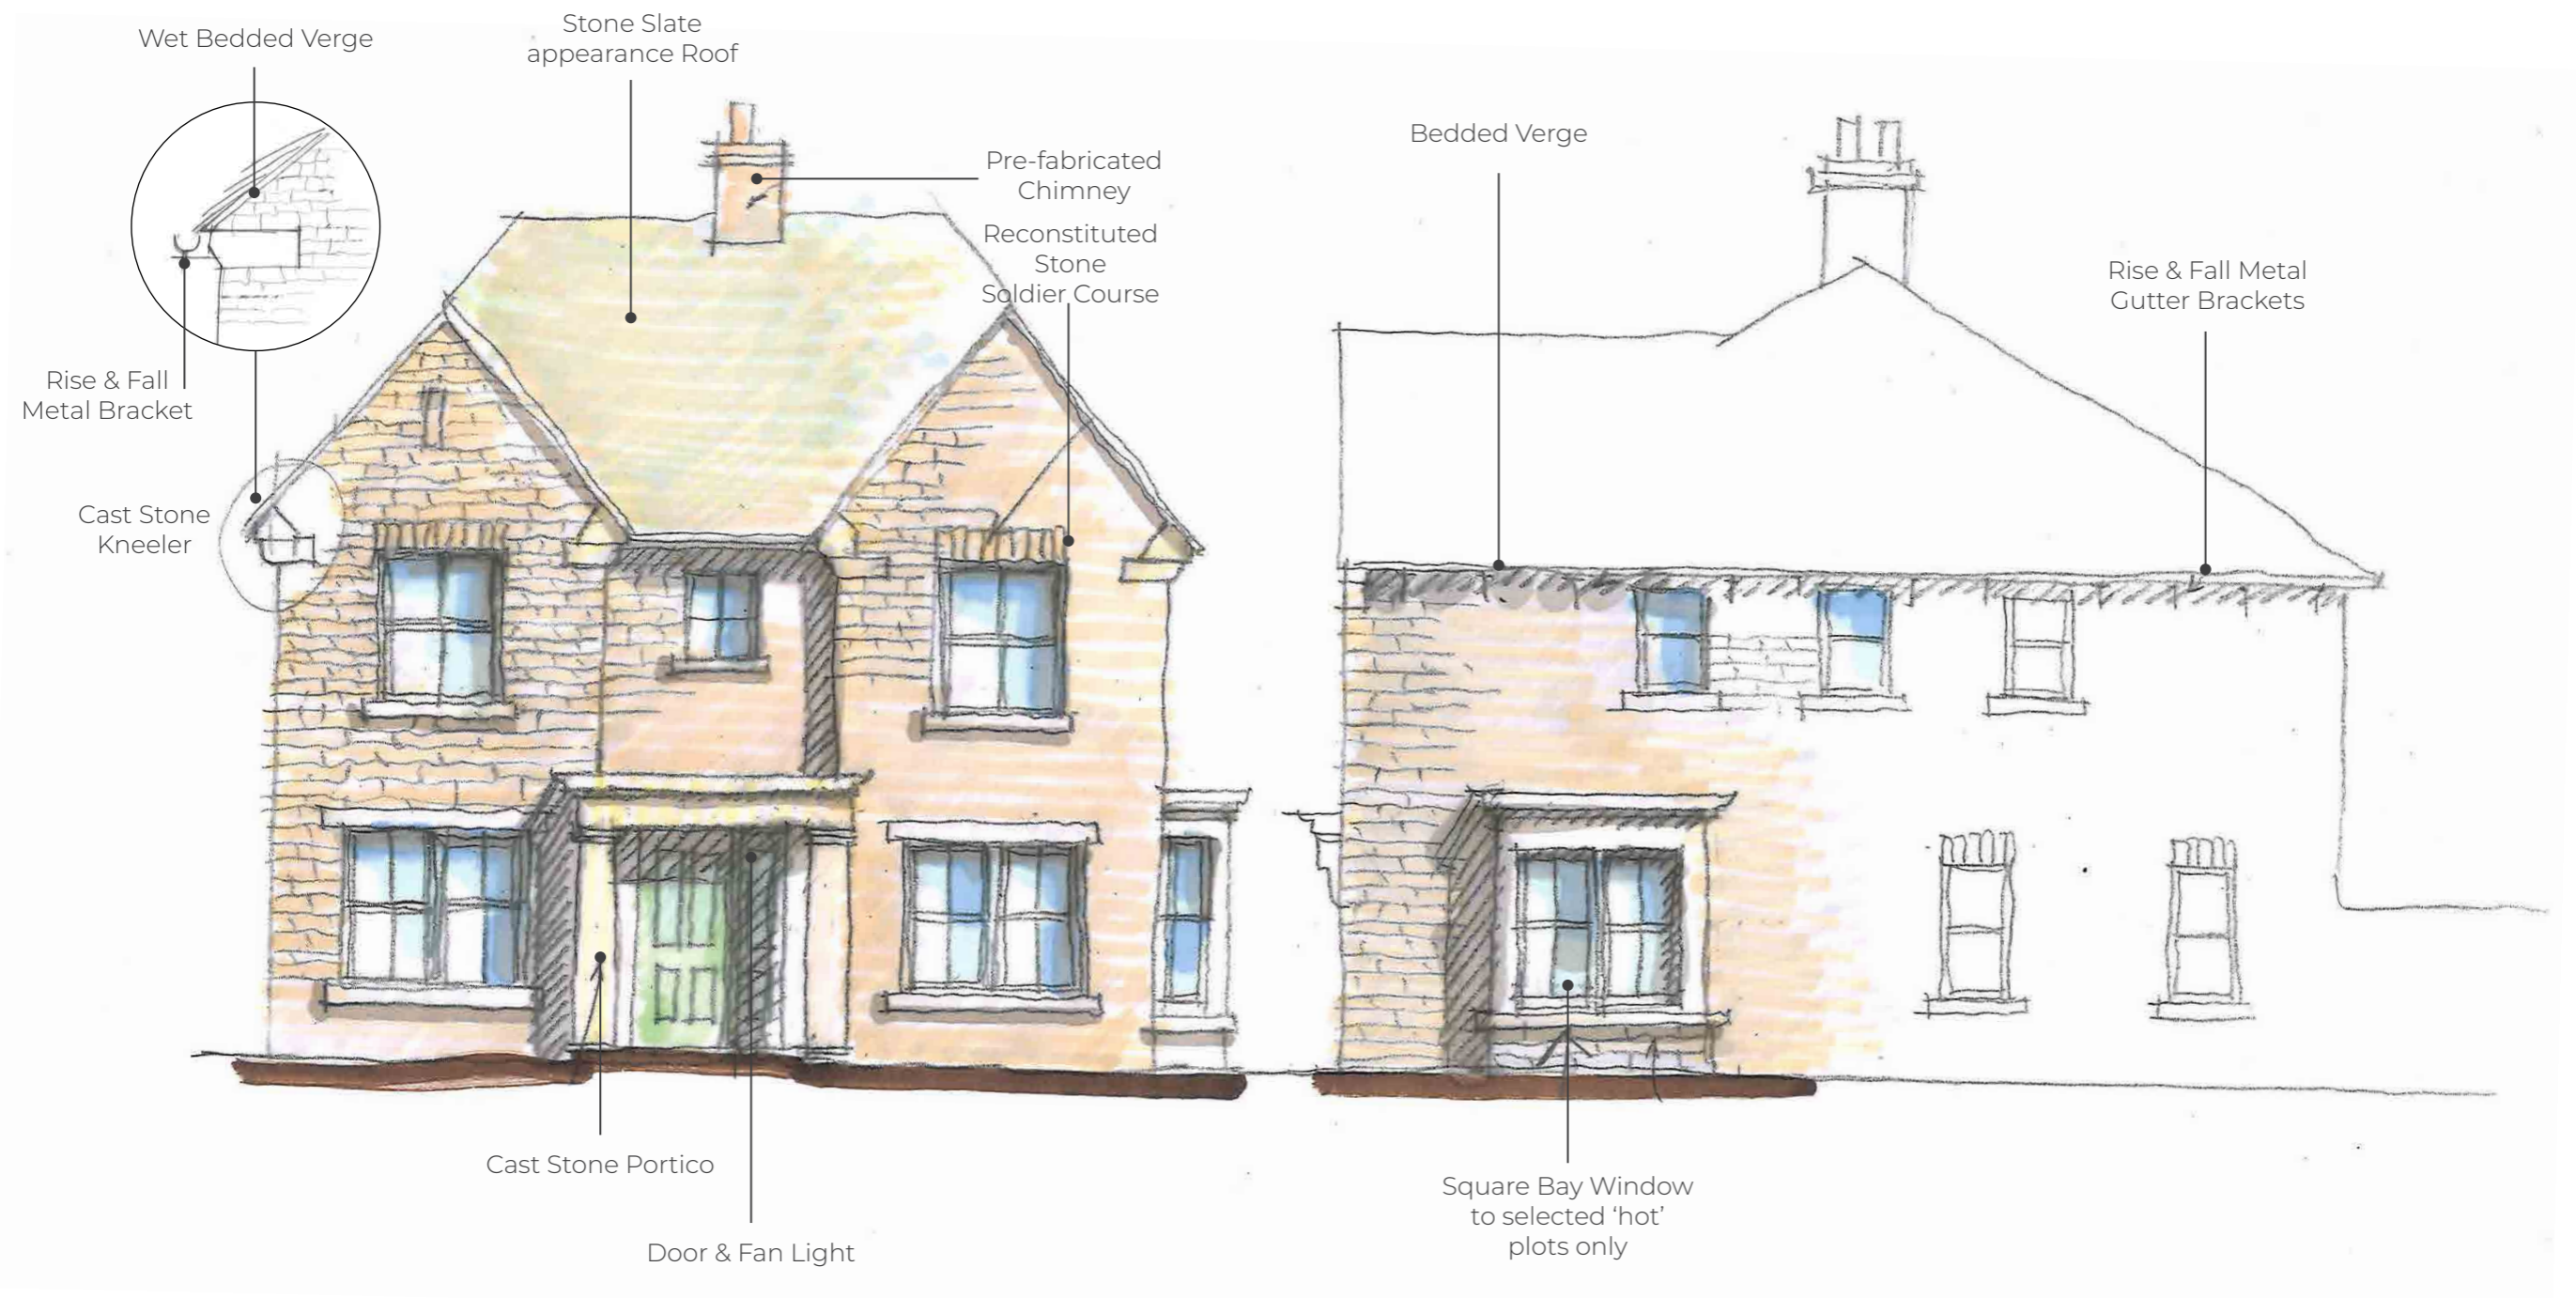 Wet Bedded Verge
Stone Slate
appearance Roof
Pre-fabricated
Chimney
Reconstituted
Stone
Soldier Course
Rise & Fall
Metal Bracket
Cast Stone
Kneeler
Cast Stone Portico
Door & Fan Light
Bedded Verge
Rise & Fall Metal
Gutter Brackets
Square Bay Window
to selected ‘hot’
plots only